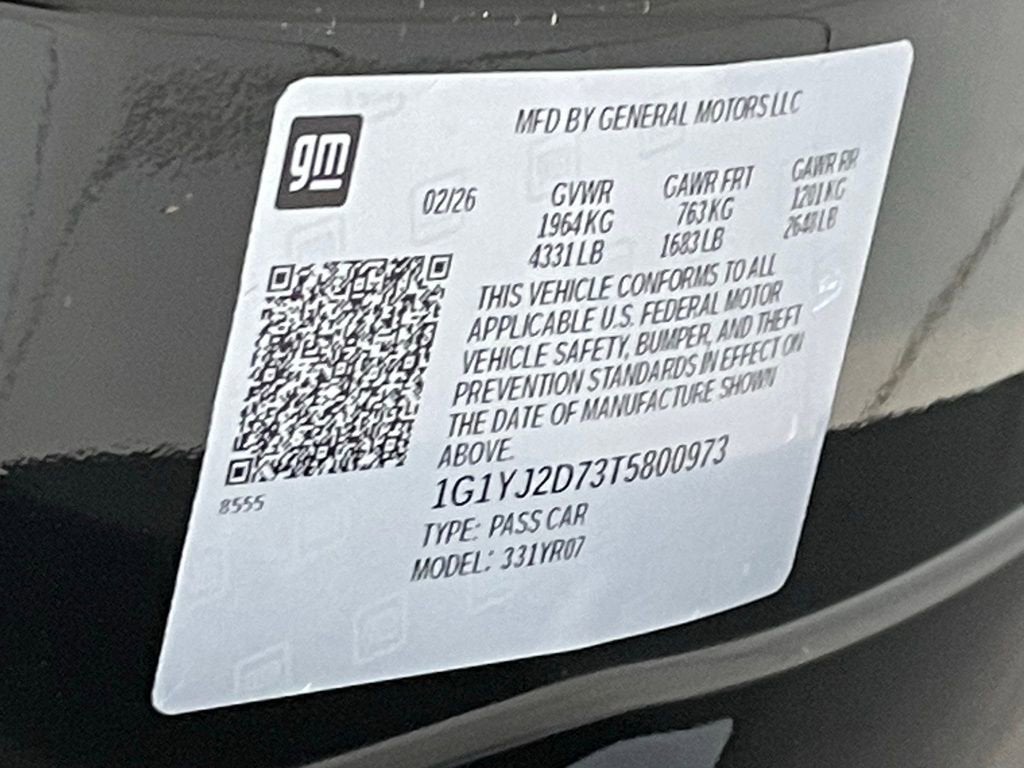 gm
MFD BY GENERAL MOTORS LLC
02/26 GVWR GAWR FRT GAWR RR
1964 KG 763 KG 1201 KG
4331 LB 1683 LB 2648 LB
THIS VEHICLE CONFORMS TO ALL
APPLICABLE U.S. FEDERAL MOTOR
VEHICLE SAFETY, BUMPER, AND THEFT
PREVENTION STANDARDS IN EFFECT ON
THE DATE OF MANUFACTURE SHOWN
ABOVE.
1G1YJ2D73T5800973
8555
TYPE: PASS CAR
MODEL: 331YR07